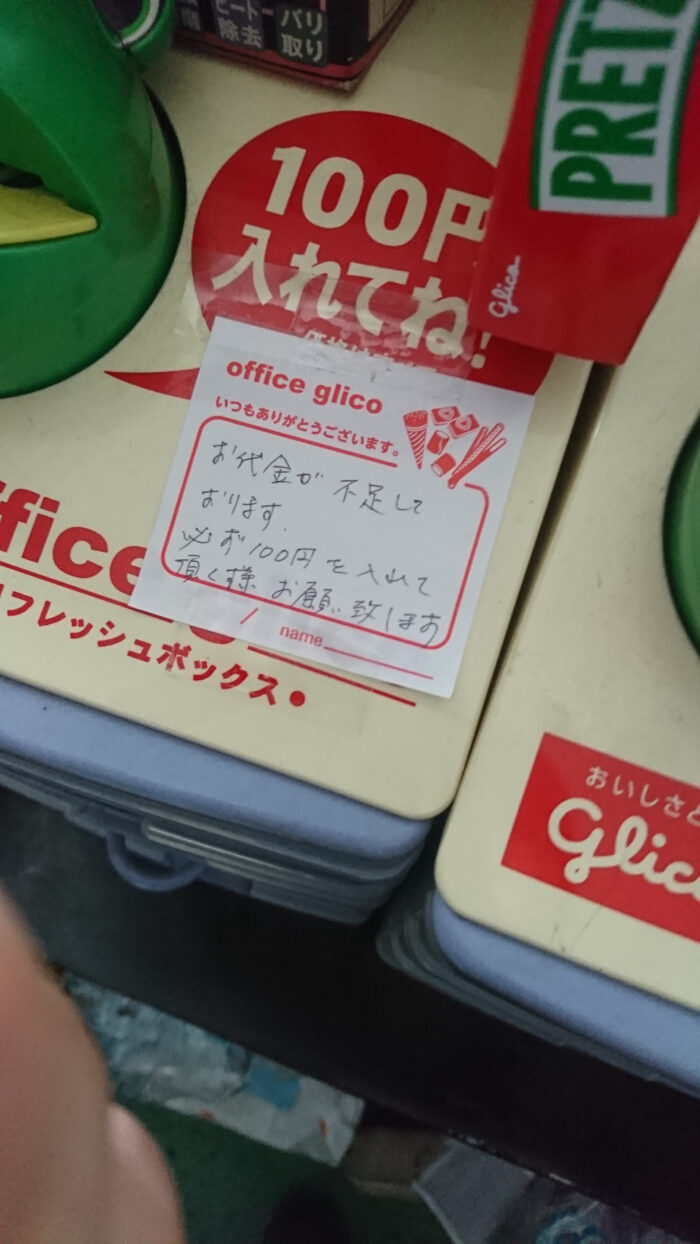 ビート
除去
バリ
取り
PRETZ
glico
100円
入れてね!
office glico
いつもありがとうございます。
お代金が 不足して
おります.
必ず100円を入れて
頂く様 お願い致します
/ name
ffice
フレッシュボックス
おいしさと
Glic